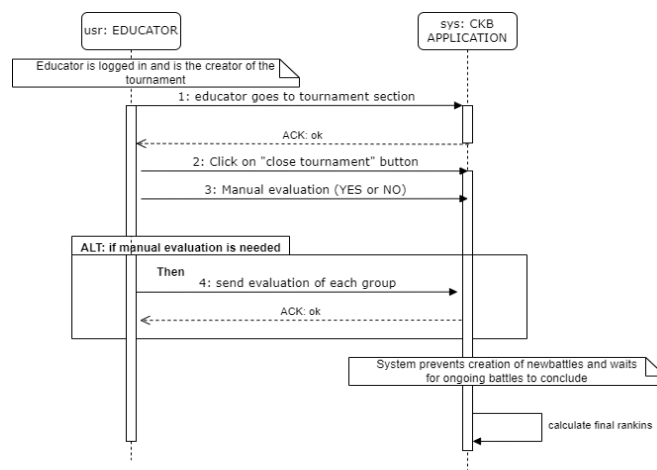 usr: EDUCATOR
sys: CKB
APPLICATION
Educator is logged in and is the creator of the
tournament
1: educator goes to tournament section
ACK: ok
2: Click on "close tournament" button
3: Manual evaluation (YES or NO)
ALT: if manual evaluation is needed
Then
4: send evaluation of each group
ACK: ok
System prevents creation of newbattles and waits
for ongoing battles to conclude
calculate final rankins